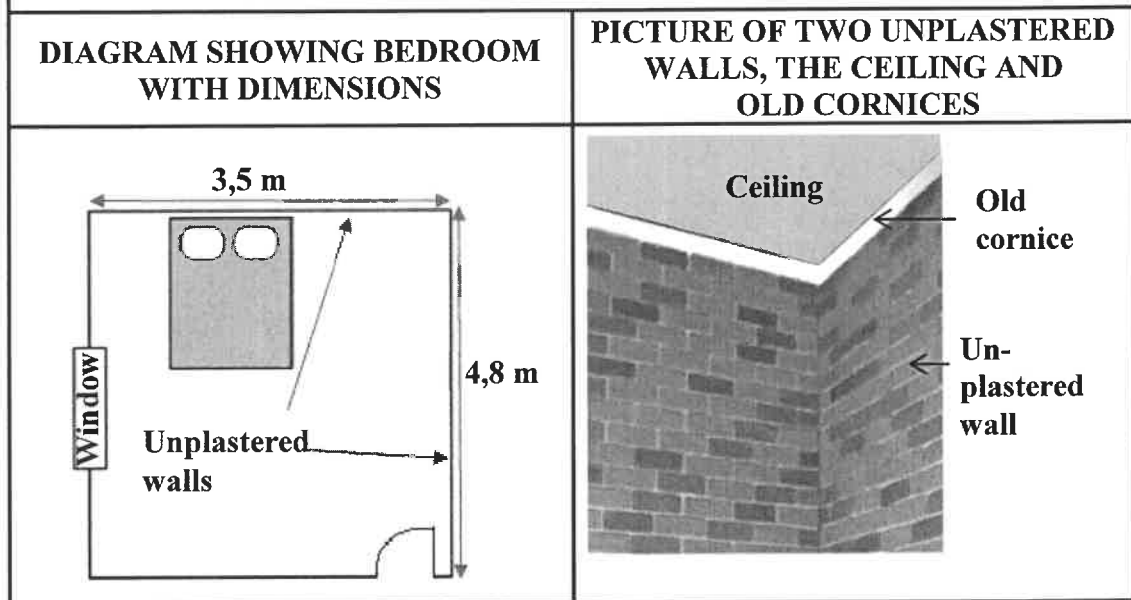 DIAGRAM SHOWING BEDROOM
WITH DIMENSIONS
PICTURE OF TWO UNPLASTERED
WALLS, THE CEILING AND
OLD CORNICES
3,5 m
Window
4,8 m
Unplastered
walls
Ceiling
Old
cornice
Un-
plastered
wall